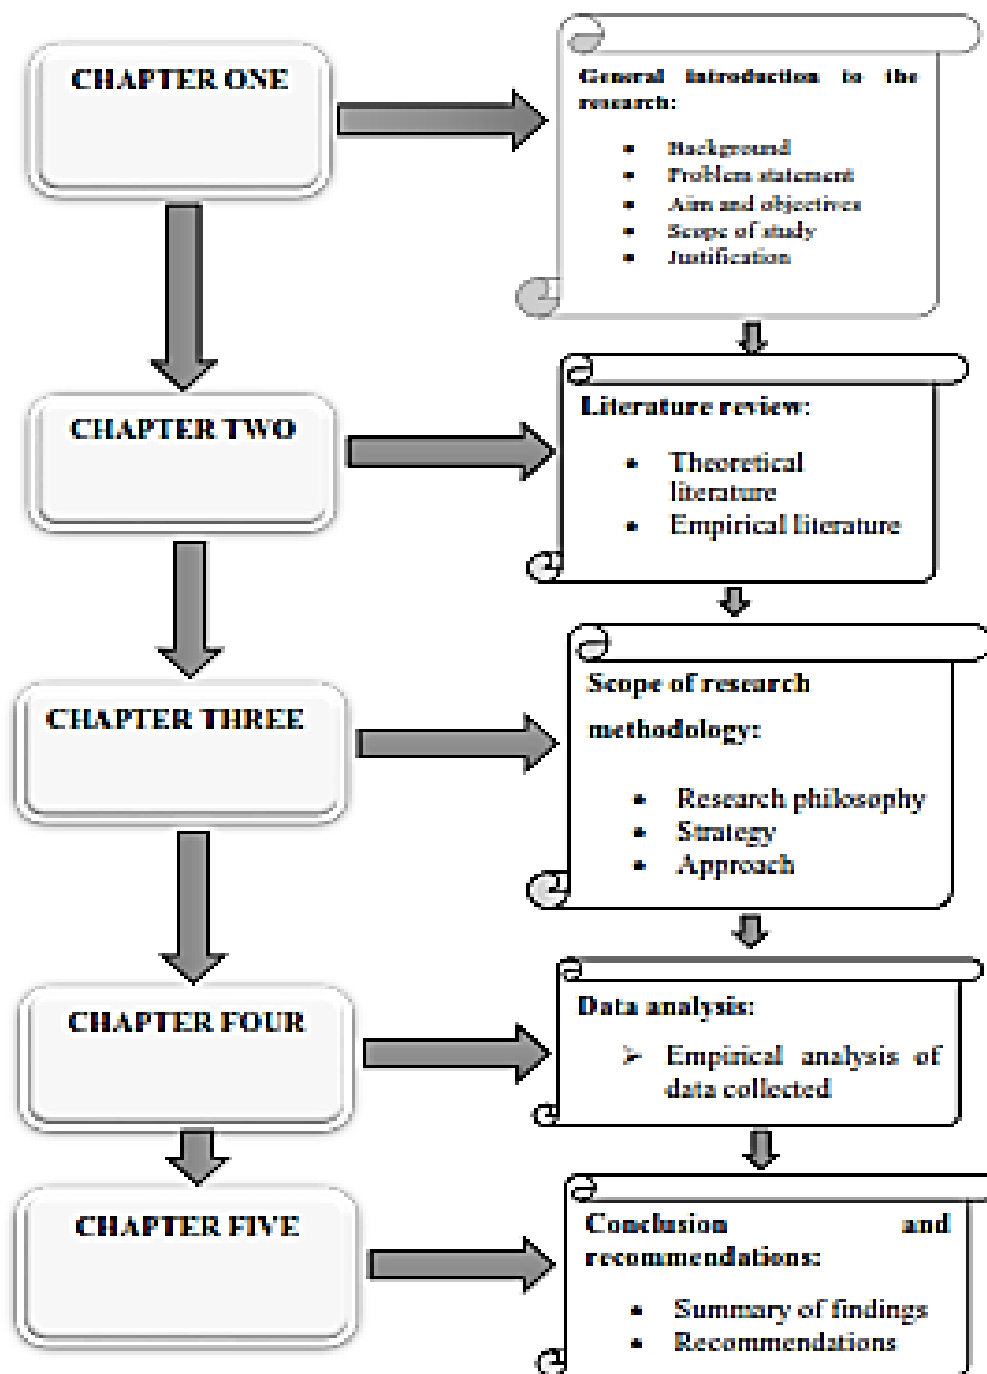 CHAPTER ONE
General introduction to the
research:
• Background
• Problem statement
• Aim and objectives
• Scope of study
• Justification
CHAPTER TWO
Literature review:
• Theoretical
literature
• Empirical literature
CHAPTER THREE
Scope of research
methodology:
• Research philosophy
• Strategy
• Approach
CHAPTER FOUR
Data analysis:
➢ Empirical analysis of
data collected
CHAPTER FIVE
Conclusion and
recommendations:
• Summary of findings
• Recommendations